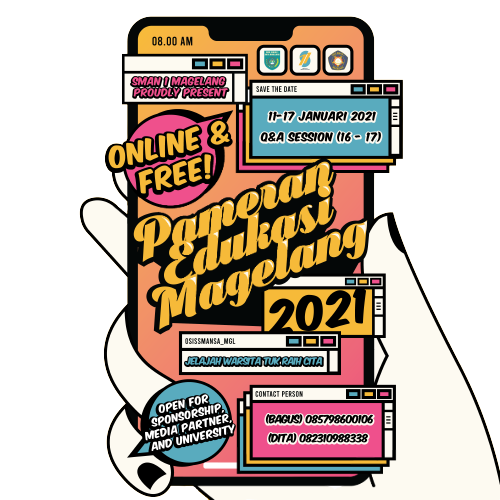 08.00 AM
SMAN 1 MAGELANG
PROUDLY PRESENT
SAVE THE DATE
11-17 JANUARI 2021
Q&A SESSION (16 - 17)
ONLINE &
FREE!
Pameran
Edukasi
Magelang
2021
OSISSMANSA_MGL
JELAJAH WARSITA TUK RAIH CITA
OPEN FOR
SPONSORSHIP,
MEDIA PARTNER,
AND UNIVERSITY
CONTACT PERSON
(BAGUS) 085798600106
(DITA) 082310988338